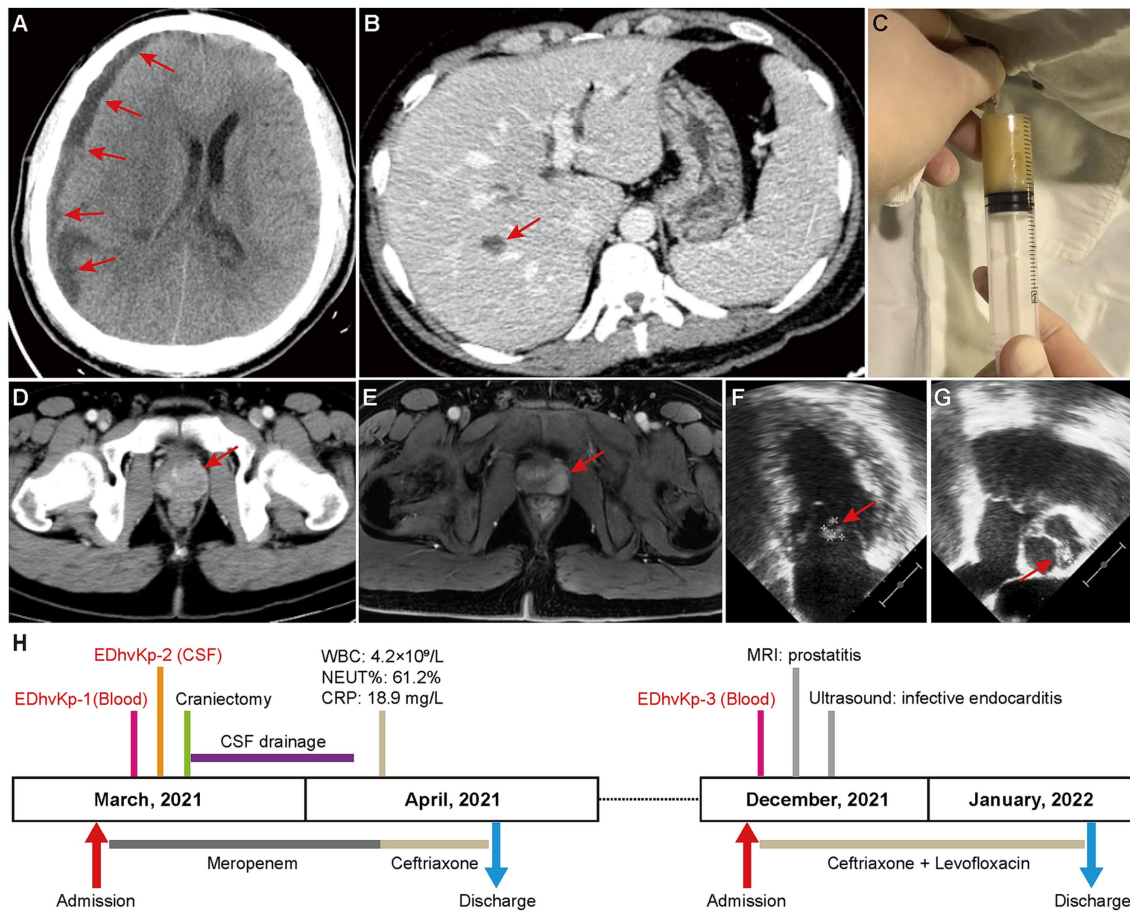 A
B
C
D
E
F
G
H
EDhvKp-2 (CSF)
EDhvKp-1(Blood)
Craniectomy
CSF drainage
WBC: 4.2×10⁹/L
NEUT%: 61.2%
CRP: 18.9 mg/L
MRI: prostatitis
EDhvKp-3 (Blood)
Ultrasound: infective endocarditis
March, 2021
April, 2021
December, 2021
January, 2022
Meropenem
Ceftriaxone
Ceftriaxone + Levofloxacin
Admission
Discharge
Admission
Discharge